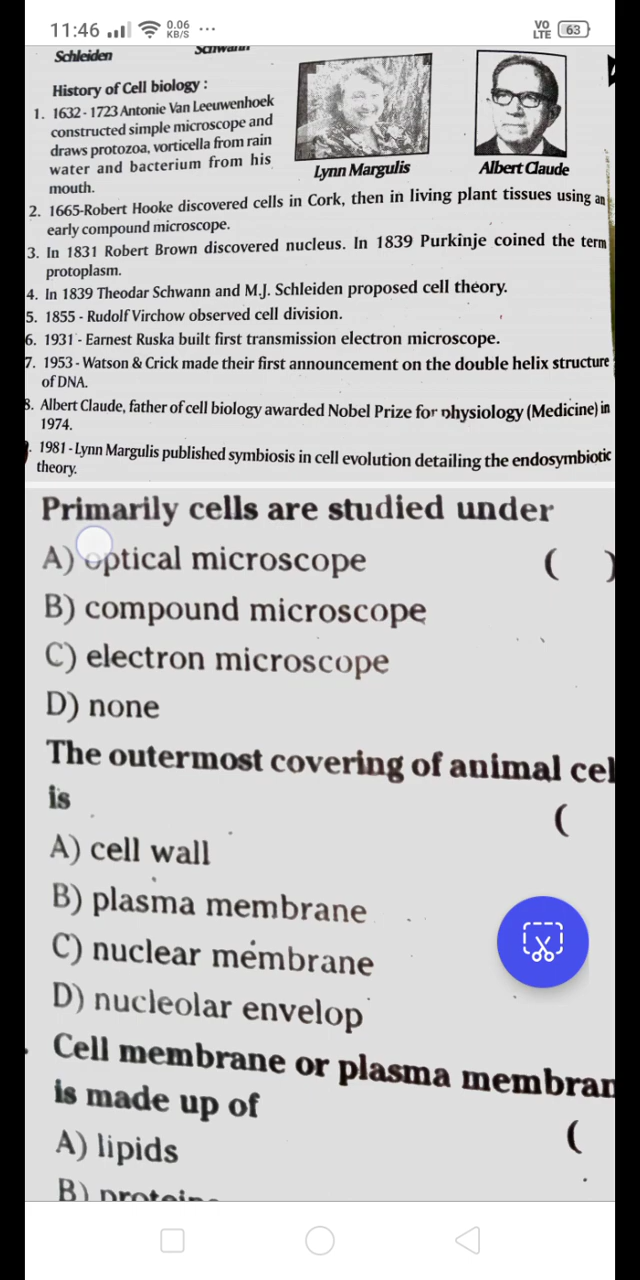 11:46
0.06
KB/S
VO
LTE
63
Schleiden
Schwann
History of Cell biology :
1. 1632 - 1723 Antonie Van Leeuwenhoek
constructed simple microscope and
draws protozoa, vorticella from rain
water and bacterium from his
mouth.
Lynn Margulis
Albert Claude
2. 1665-Robert Hooke discovered cells in Cork, then in living plant tissues using an
early compound microscope.
3. In 1831 Robert Brown discovered nucleus. In 1839 Purkinje coined the term
protoplasm.
4. In 1839 Theodar Schwann and M.J. Schleiden proposed cell theory.
5. 1855 - Rudolf Virchow observed cell division.
6. 1931 - Earnest Ruska built first transmission electron microscope.
7. 1953 - Watson & Crick made their first announcement on the double helix structure
of DNA.
8. Albert Claude, father of cell biology awarded Nobel Prize for physiology (Medicine) in
1974.
. 1981 - Lynn Margulis published symbiosis in cell evolution detailing the endosymbiotic
theory.
Primarily cells are studied under
A) optical microscope ( )
B) compound microscope
C) electron microscope
D) none
The outermost covering of animal cel
is (
A) cell wall
B) plasma membrane
C) nuclear membrane
D) nucleolar envelop
. Cell membrane or plasma membran
is made up of (
A) lipids
B) protein